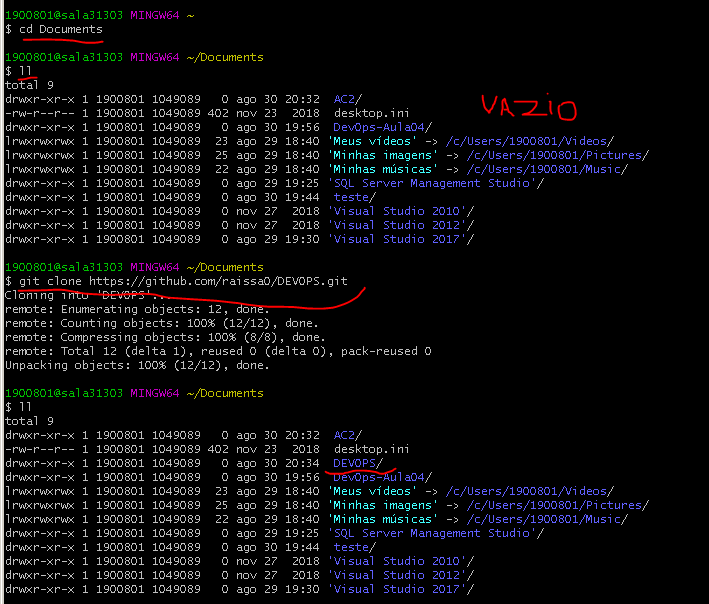 1900801@sala31303 MINGW64 ~
$ cd Documents
1900801@sala31303 MINGW64 ~/Documents
$ ll
total 9
drwxr-xr-x 1 1900801 1049089   0 ago 30 20:32  AC2/
-rw-r--r-- 1 1900801 1049089 402 nov 23  2018  desktop.ini
VAZIO
drwxr-xr-x 1 1900801 1049089   0 ago 30 19:56  DevOps-Aula04/
lrwxrwxrwx 1 1900801 1049089  23 ago 29 18:40 'Meus vídeos' -> /c/Users/1900801/Videos/
lrwxrwxrwx 1 1900801 1049089  25 ago 29 18:40 'Minhas imagens' -> /c/Users/1900801/Pictures/
lrwxrwxrwx 1 1900801 1049089  22 ago 29 18:40 'Minhas músicas' -> /c/Users/1900801/Music/
drwxr-xr-x 1 1900801 1049089   0 ago 29 19:25 'SQL Server Management Studio'/
drwxr-xr-x 1 1900801 1049089   0 ago 30 19:44  teste/
drwxr-xr-x 1 1900801 1049089   0 nov 27  2018 'Visual Studio 2010'/
drwxr-xr-x 1 1900801 1049089   0 nov 27  2018 'Visual Studio 2012'/
drwxr-xr-x 1 1900801 1049089   0 ago 29 19:30 'Visual Studio 2017'/
1900801@sala31303 MINGW64 ~/Documents
$ git clone https://github.com/raissa0/DEVOPS.git
Cloning into 'DEVOPS'...
remote: Enumerating objects: 12, done.
remote: Counting objects: 100% (12/12), done.
remote: Compressing objects: 100% (8/8), done.
remote: Total 12 (delta 1), reused 0 (delta 0), pack-reused 0
Unpacking objects: 100% (12/12), done.
1900801@sala31303 MINGW64 ~/Documents
$ ll
total 9
drwxr-xr-x 1 1900801 1049089   0 ago 30 20:32  AC2/
-rw-r--r-- 1 1900801 1049089 402 nov 23  2018  desktop.ini
drwxr-xr-x 1 1900801 1049089   0 ago 30 20:34  DEVOPS/
drwxr-xr-x 1 1900801 1049089   0 ago 30 19:56  DevOps-Aula04/
lrwxrwxrwx 1 1900801 1049089  23 ago 29 18:40 'Meus vídeos' -> /c/Users/1900801/Videos/
lrwxrwxrwx 1 1900801 1049089  25 ago 29 18:40 'Minhas imagens' -> /c/Users/1900801/Pictures/
lrwxrwxrwx 1 1900801 1049089  22 ago 29 18:40 'Minhas músicas' -> /c/Users/1900801/Music/
drwxr-xr-x 1 1900801 1049089   0 ago 29 19:25 'SQL Server Management Studio'/
drwxr-xr-x 1 1900801 1049089   0 ago 30 19:44  teste/
drwxr-xr-x 1 1900801 1049089   0 nov 27  2018 'Visual Studio 2010'/
drwxr-xr-x 1 1900801 1049089   0 nov 27  2018 'Visual Studio 2012'/
drwxr-xr-x 1 1900801 1049089   0 ago 29 19:30 'Visual Studio 2017'/